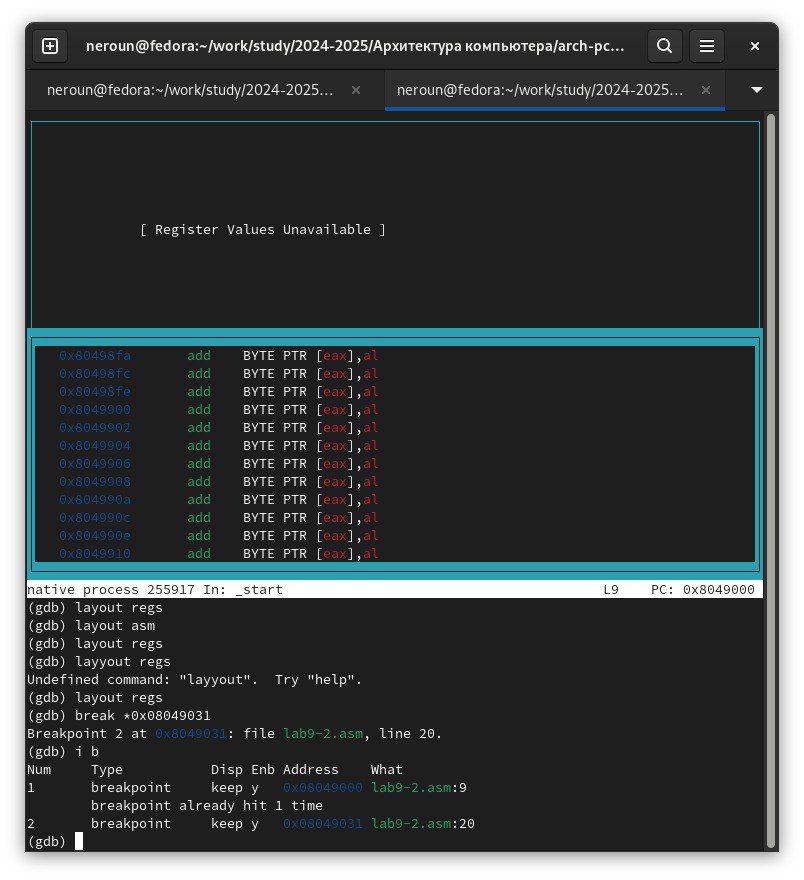 neroun@fedora:~/work/study/2024-2025/Архитектура компьютера/arch-pc...
neroun@fedora:~/work/study/2024-2025... × neroun@fedora:~/work/study/2024-2025... ×
[ Register Values Unavailable ]
0x80498fa add BYTE PTR [eax],al
0x80498fc add BYTE PTR [eax],al
0x80498fe add BYTE PTR [eax],al
0x8049900 add BYTE PTR [eax],al
0x8049902 add BYTE PTR [eax],al
0x8049904 add BYTE PTR [eax],al
0x8049906 add BYTE PTR [eax],al
0x8049908 add BYTE PTR [eax],al
0x804990a add BYTE PTR [eax],al
0x804990c add BYTE PTR [eax],al
0x804990e add BYTE PTR [eax],al
0x8049910 add BYTE PTR [eax],al
native process 255917 In: _start L9 PC: 0x8049000
(gdb) layout regs
(gdb) layout asm
(gdb) layout regs
(gdb) layyout regs
Undefined command: "layyout". Try "help".
(gdb) layout regs
(gdb) break *0x08049031
Breakpoint 2 at 0x8049031: file lab9-2.asm, line 20.
(gdb) i b
Num Type Disp Enb Address What
1 breakpoint keep y 0x08049000 lab9-2.asm:9
breakpoint already hit 1 time
2 breakpoint keep y 0x08049031 lab9-2.asm:20
(gdb)